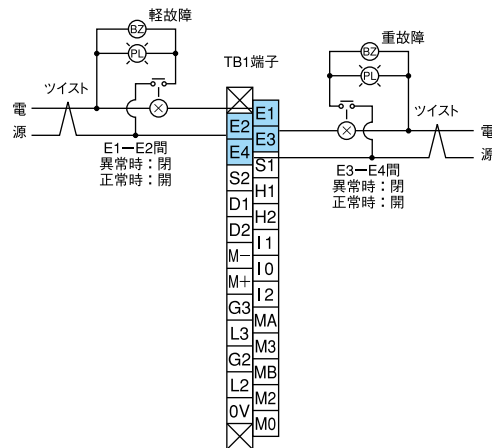 軽故障
BZ
PL
ツイスト
電
源
E1ーE2間
異常時：閉
正常時：開
TB1端子
E2
E4
S2
D1
D2
M−
M+
G3
L3
G2
L2
0V
E1
E3
S1
H1
H2
I1
I0
I2
MA
M3
MB
M2
M0
重故障
BZ
PL
ツイスト
電
源
E3ーE4間
異常時：閉
正常時：開